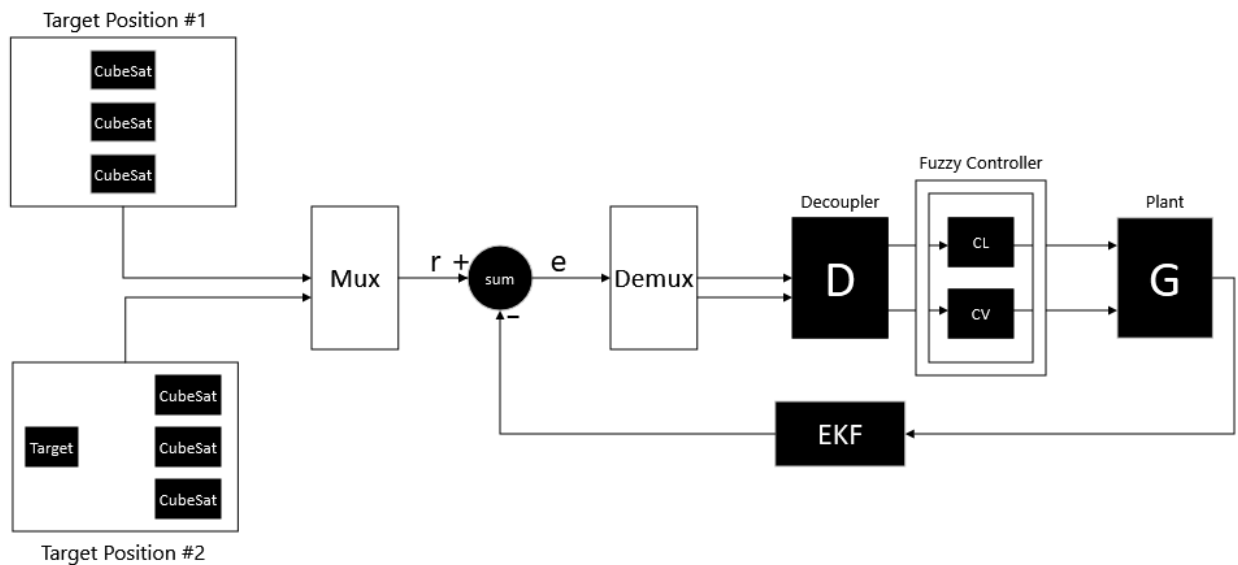 Target Position #1
CubeSat
CubeSat
CubeSat
Mux
r +
sum
−
e
Demux
Decoupler
D
Fuzzy Controller
CL
CV
Plant
G
EKF
Target
CubeSat
CubeSat
CubeSat
Target Position #2